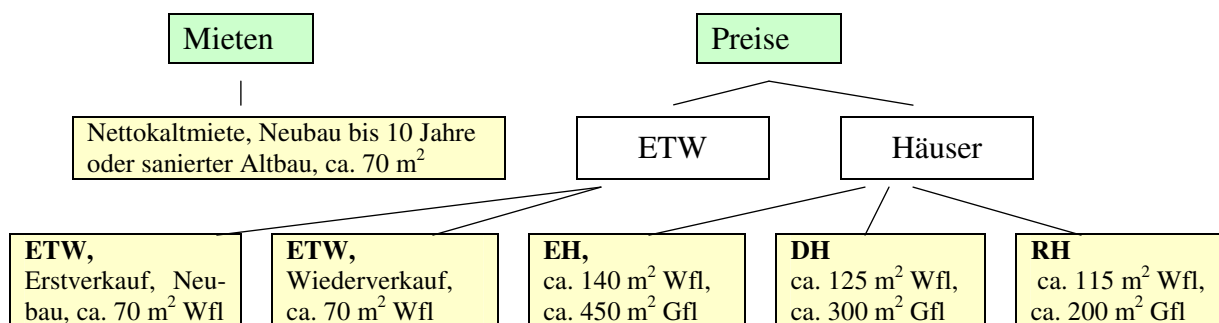 Mieten
Preise
Nettokaltmiete, Neubau bis 10 Jahre
oder sanierter Altbau, ca. 70 m²
ETW
Häuser
ETW,
Erstverkauf, Neu-
bau, ca. 70 m² Wfl
ETW,
Wiederverkauf,
ca. 70 m² Wfl
EH,
ca. 140 m² Wfl,
ca. 450 m² Gfl
DH
ca. 125 m² Wfl,
ca. 300 m² Gfl
RH
ca. 115 m² Wfl,
ca. 200 m² Gfl